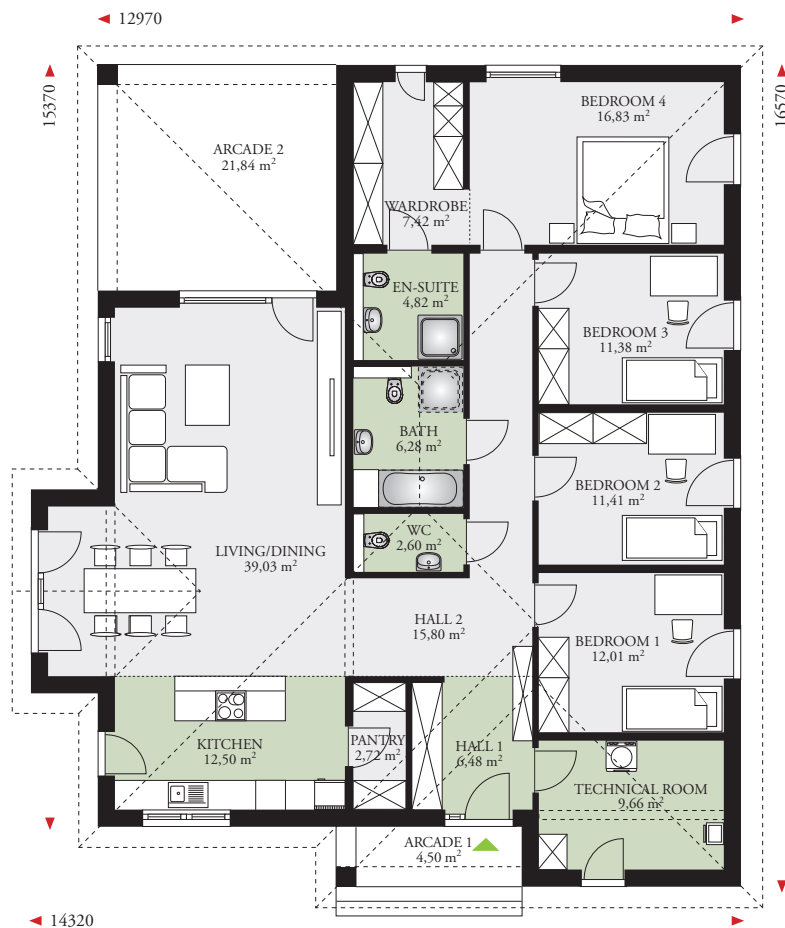 12970
15370
16570
BEDROOM 4
16,83 m²
ARCADE 2
21,84 m²
WARDROBE
7,42 m²
EN-SUITE
4,82 m²
BEDROOM 3
11,38 m²
BATH
6,28 m²
BEDROOM 2
11,41 m²
WC
2,60 m²
LIVING/DINING
39,03 m²
HALL 2
15,80 m²
BEDROOM 1
12,01 m²
KITCHEN
12,50 m²
PANTRY
2,72 m²
HALL 1
6,48 m²
TECHNICAL ROOM
9,66 m²
ARCADE 1
4,50 m²
14320